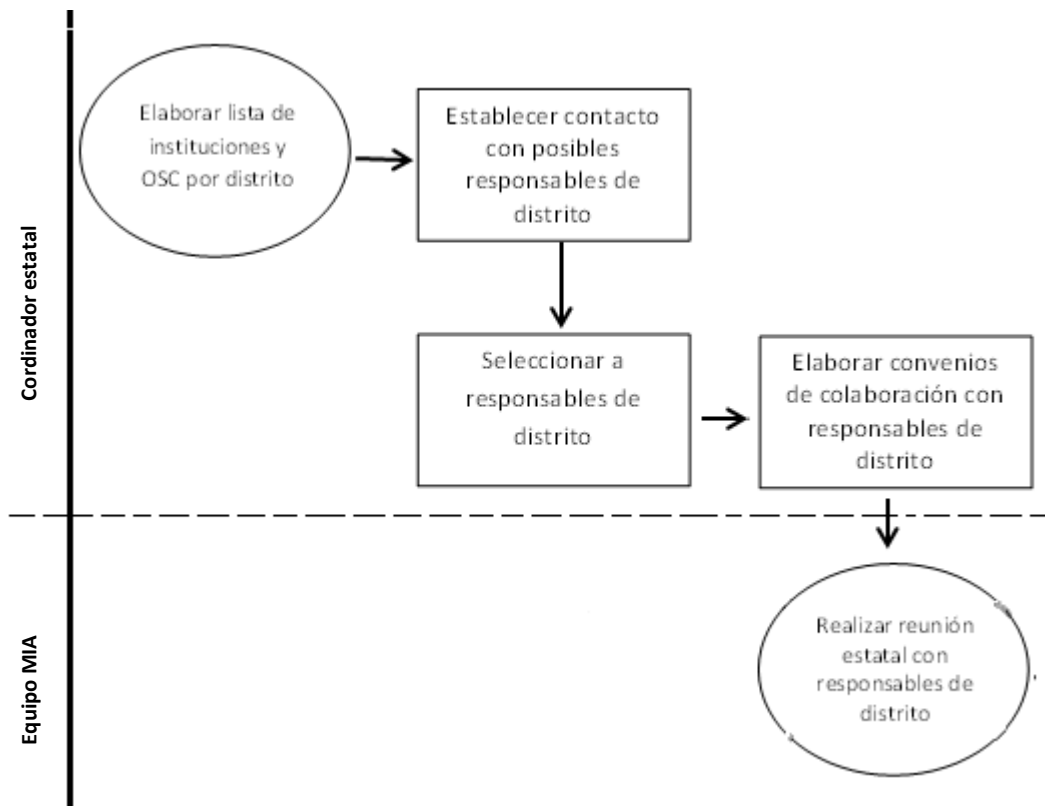 Elaborar lista de
instituciones y
OSC por distrito
Establecer contacto
con posibles
responsables de
distrito
Seleccionar a
responsables de
distrito
Elaborar convenios
de colaboración con
responsables de
distrito
Cordinador estatal
Realizar reunión
estatal con
responsables de
distrito
Equipo MIA